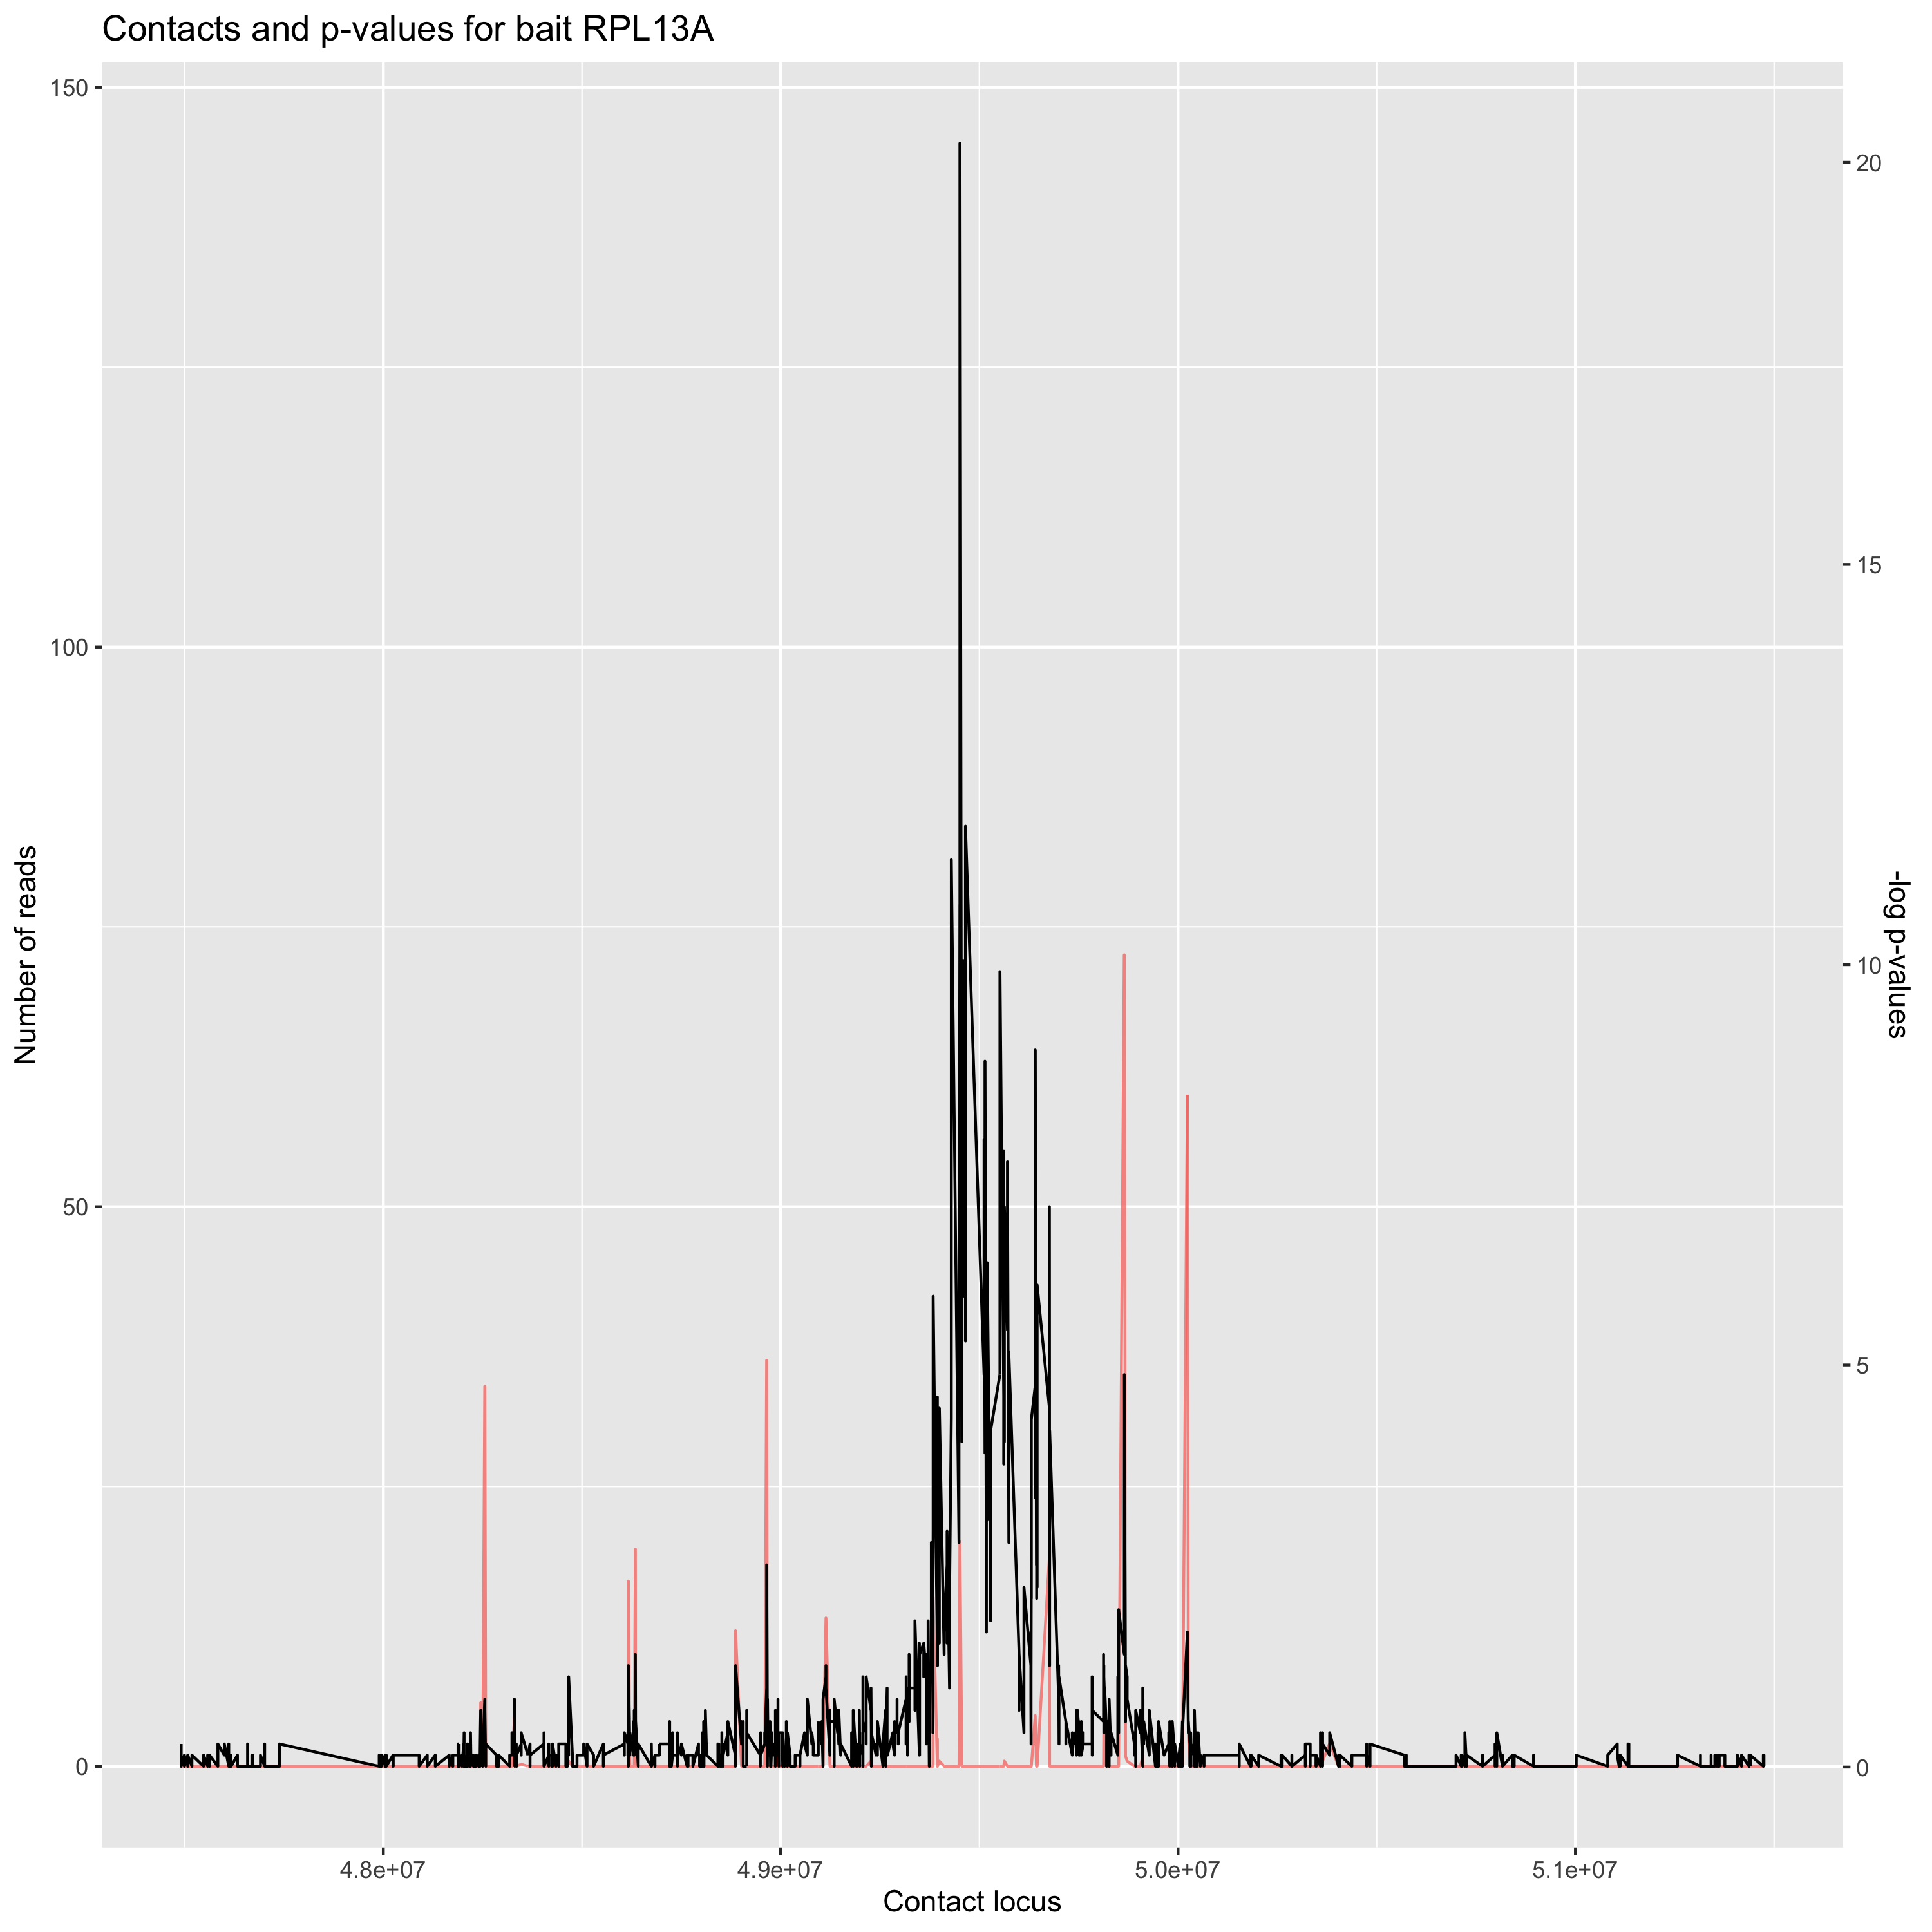 Contacts and p-values for bait RPL13A
150
100
50
0
20
15
10
5
0
Number of reads
-log p-values
4.8e+07
4.9e+07
5.0e+07
5.1e+07
Contact locus